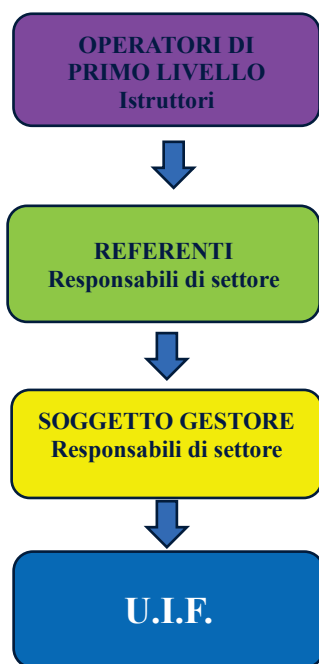 OPERATORI DI
PRIMO LIVELLO
Istruttori
REFERENTI
Responsabili di settore
SOGGETTO GESTORE
Responsabili di settore
U.I.F.